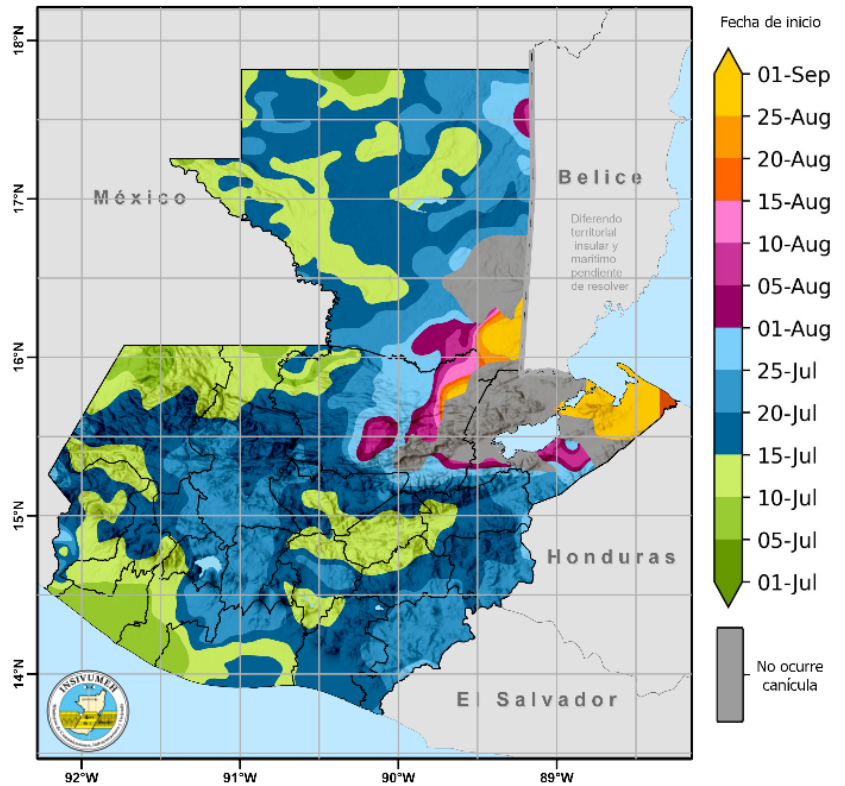 Fecha de inicio
18°N
17°N
16°N
15°N
14°N
92°W
91°W
90°W
89°W
México
Belice
Diferendo
territorial
insular y
marítimo
pendiente
de resolver
Honduras
El Salvador
INSIVUMEH
01-Sep
25-Aug
20-Aug
15-Aug
10-Aug
05-Aug
01-Aug
25-Jul
20-Jul
15-Jul
10-Jul
05-Jul
01-Jul
No ocurre
canícula